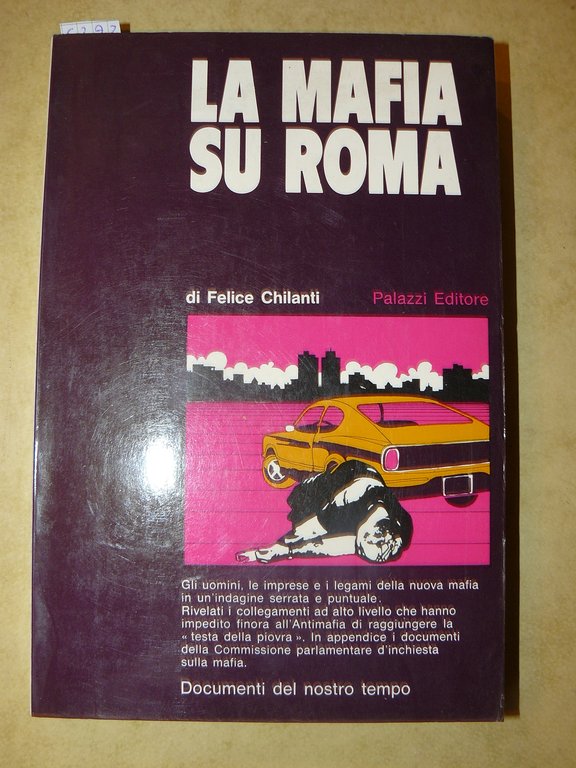 LA MAFIA
SU ROMA
di Felice Chilanti Palazzi Editore
Gli uomini, le imprese e i legami della nuova mafia
in un'indagine serrata e puntuale.
Rivelati i collegamenti ad alto livello che hanno
impedito finora all'Antimafia di raggiungere la
« testa della piovra ». In appendice i documenti
della Commissione parlamentare d'inchiesta
sulla mafia.
Documenti del nostro tempo